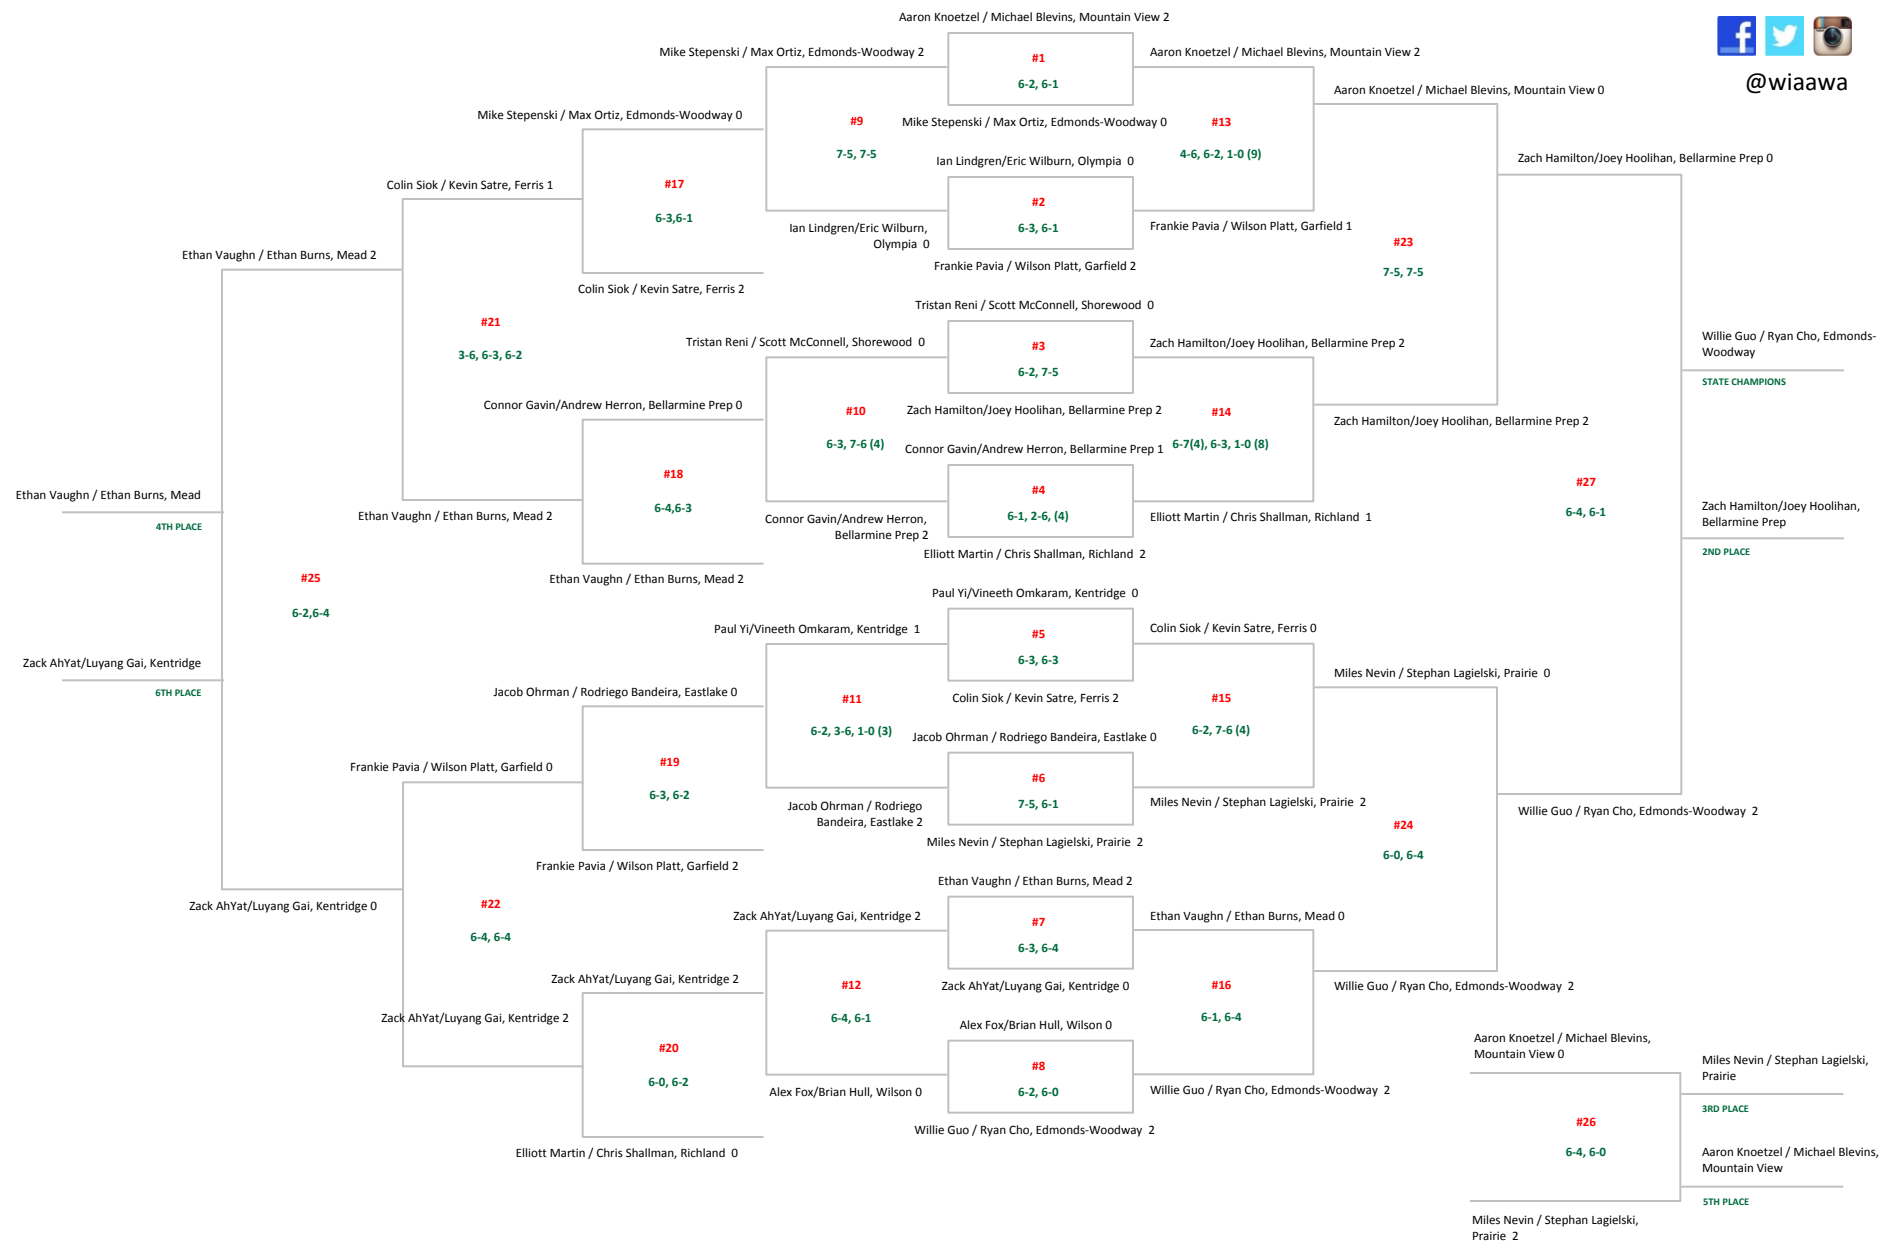 Aaron Knoetzel / Michael Blevins, Mountain View 2
Mike Stepenski / Max Ortiz, Edmonds-Woodway 2
#1
Aaron Knoetzel / Michael Blevins, Mountain View 2
@wiaawa
6-2, 6-1
Aaron Knoetzel / Michael Blevins, Mountain View 0
Mike Stepenski / Max Ortiz, Edmonds-Woodway 0
#9
Mike Stepenski / Max Ortiz, Edmonds-Woodway 0
#13
7-5, 7-5
Ian Lindgren/Eric Wilburn, Olympia 0
4-6, 6-2, 1-0 (9)
Zach Hamilton/Joey Hoolihan, Bellarmine Prep 0
Colin Siok / Kevin Satre, Ferris 1
#17
#2
6-3,6-1
6-3, 6-1
Ian Lindgren/Eric Wilburn,
Olympia 0
Frankie Pavia / Wilson Platt, Garfield 1
#23
Ethan Vaughn / Ethan Burns, Mead 2
Frankie Pavia / Wilson Platt, Garfield 2
7-5, 7-5
Colin Siok / Kevin Satre, Ferris 2
Tristan Reni / Scott McConnell, Shorewood 0
#21
3-6, 6-3, 6-2
Tristan Reni / Scott McConnell, Shorewood 0
#3
Zach Hamilton/Joey Hoolihan, Bellarmine Prep 2
Willie Guo / Ryan Cho, Edmonds-
Woodway
6-2, 7-5
STATE CHAMPIONS
Connor Gavin/Andrew Herron, Bellarmine Prep 0
#10
Zach Hamilton/Joey Hoolihan, Bellarmine Prep 2
#14
Zach Hamilton/Joey Hoolihan, Bellarmine Prep 2
6-3, 7-6 (4)
Connor Gavin/Andrew Herron, Bellarmine Prep 1
6-7(4), 6-3, 1-0 (8)
#18
#4
#27
Ethan Vaughn / Ethan Burns, Mead
4TH PLACE
Ethan Vaughn / Ethan Burns, Mead 2
6-4,6-3
Connor Gavin/Andrew Herron,
Bellarmine Prep 2
6-1, 2-6, (4)
Elliott Martin / Chris Shallman, Richland 1
6-4, 6-1
Zach Hamilton/Joey Hoolihan,
Bellarmine Prep
2ND PLACE
Elliott Martin / Chris Shallman, Richland 2
#25
Ethan Vaughn / Ethan Burns, Mead 2
6-2,6-4
Paul Yi/Vineeth Omkaram, Kentridge 0
Paul Yi/Vineeth Omkaram, Kentridge 1
#5
Colin Siok / Kevin Satre, Ferris 0
Zack AhYat/Luyang Gai, Kentridge
6TH PLACE
6-3, 6-3
Miles Nevin / Stephan Lagielski, Prairie 0
Jacob Ohrman / Rodriego Bandeira, Eastlake 0
#11
Colin Siok / Kevin Satre, Ferris 2
#15
6-2, 3-6, 1-0 (3)
Jacob Ohrman / Rodriego Bandeira, Eastlake 0
6-2, 7-6 (4)
Frankie Pavia / Wilson Platt, Garfield 0
#19
#6
6-3, 6-2
Jacob Ohrman / Rodriego
Bandeira, Eastlake 2
7-5, 6-1
Miles Nevin / Stephan Lagielski, Prairie 2
Willie Guo / Ryan Cho, Edmonds-Woodway 2
#24
Miles Nevin / Stephan Lagielski, Prairie 2
6-0, 6-4
Frankie Pavia / Wilson Platt, Garfield 2
Ethan Vaughn / Ethan Burns, Mead 2
Zack AhYat/Luyang Gai, Kentridge 0
#22
Zack AhYat/Luyang Gai, Kentridge 2
#7
Ethan Vaughn / Ethan Burns, Mead 0
6-4, 6-4
6-3, 6-4
Zack AhYat/Luyang Gai, Kentridge 2
#12
Zack AhYat/Luyang Gai, Kentridge 0
#16
Willie Guo / Ryan Cho, Edmonds-Woodway 2
Zack AhYat/Luyang Gai, Kentridge 2
6-4, 6-1
Alex Fox/Brian Hull, Wilson 0
6-1, 6-4
#20
#8
Aaron Knoetzel / Michael Blevins,
Mountain View 0
Miles Nevin / Stephan Lagielski,
Prairie
6-0, 6-2
Alex Fox/Brian Hull, Wilson 0
6-2, 6-0
Willie Guo / Ryan Cho, Edmonds-Woodway 2
3RD PLACE
Willie Guo / Ryan Cho, Edmonds-Woodway 2
#26
Elliott Martin / Chris Shallman, Richland 0
6-4, 6-0
Aaron Knoetzel / Michael Blevins,
Mountain View
5TH PLACE
Miles Nevin / Stephan Lagielski,
Prairie 2